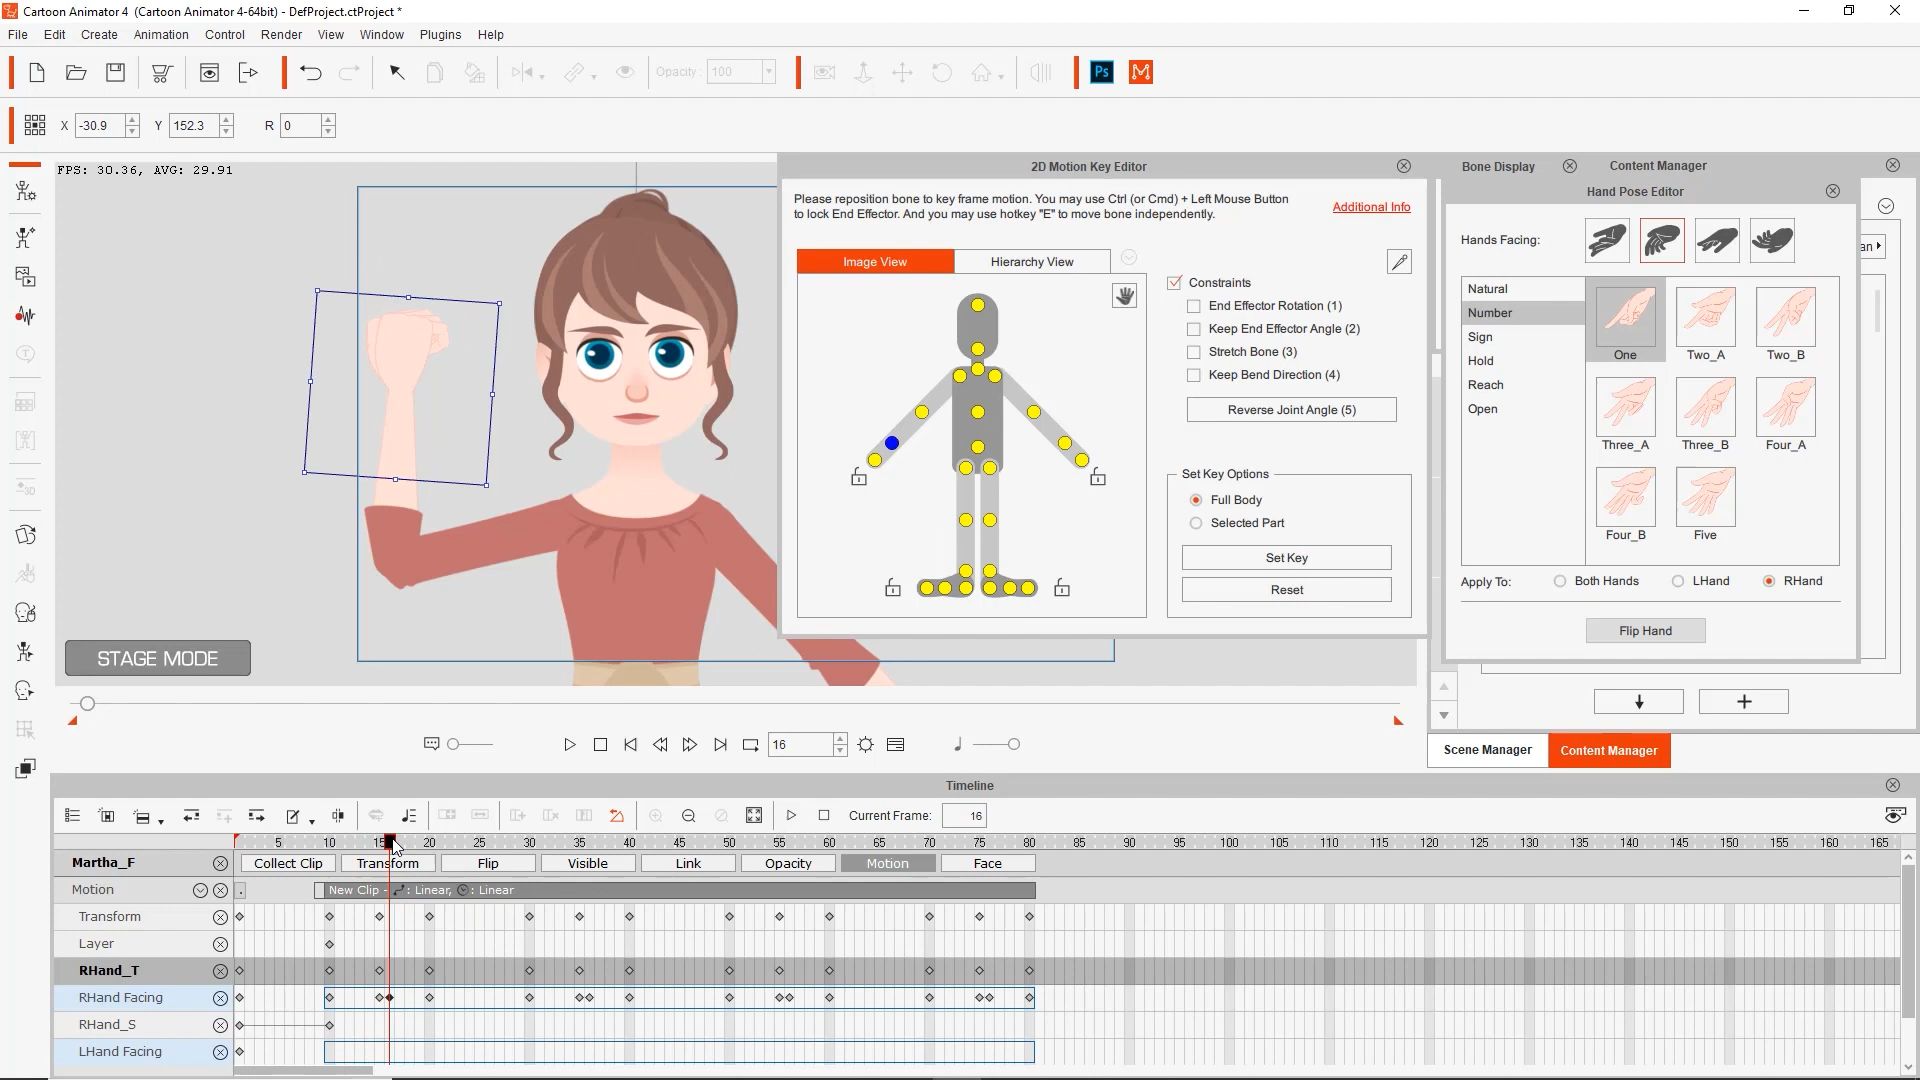 Cartoon Animator 4 (Cartoon Animator 4-64bit) - DefProject.ctProject *
File Edit Create Animation Control Render View Window Plugins Help
Opacity: 100
Ps
X -30.9 Y 152.3 R 0
FPS: 30.36, AVG: 29.91
2D Motion Key Editor
Please reposition bone to key frame motion. You may use Ctrl (or Cmd) + Left Mouse Button
to lock End Effector. And you may use hotkey "E" to move bone independently.
Additional Info
Image View Hierarchy View
Constraints
End Effector Rotation (1)
Keep End Effector Angle (2)
Stretch Bone (3)
Keep Bend Direction (4)
Reverse Joint Angle (5)
Set Key Options
Full Body
Selected Part
Set Key
Reset
Bone Display
Content Manager
Hand Pose Editor
Hands Facing:
an
Natural
Number
Sign
Hold
Reach
Open
One Two_A Two_B
Three_A Three_B Four_A
Four_B Five
Apply To: Both Hands LHand RHand
Flip Hand
Scene Manager Content Manager
STAGE MODE
16
Timeline
Current Frame: 16
5 10 15 20 25 30 35 40 45 50 55 60 65 70 75 80 85 90 95 100 105 110 115 120 125 130 135 140 145 150 155 160 165
Martha_F Collect Clip Transform Flip Visible Link Opacity Motion Face
Motion New Clip - : Linear, : Linear
Transform
Layer
RHand_T
RHand Facing
RHand_S
LHand Facing